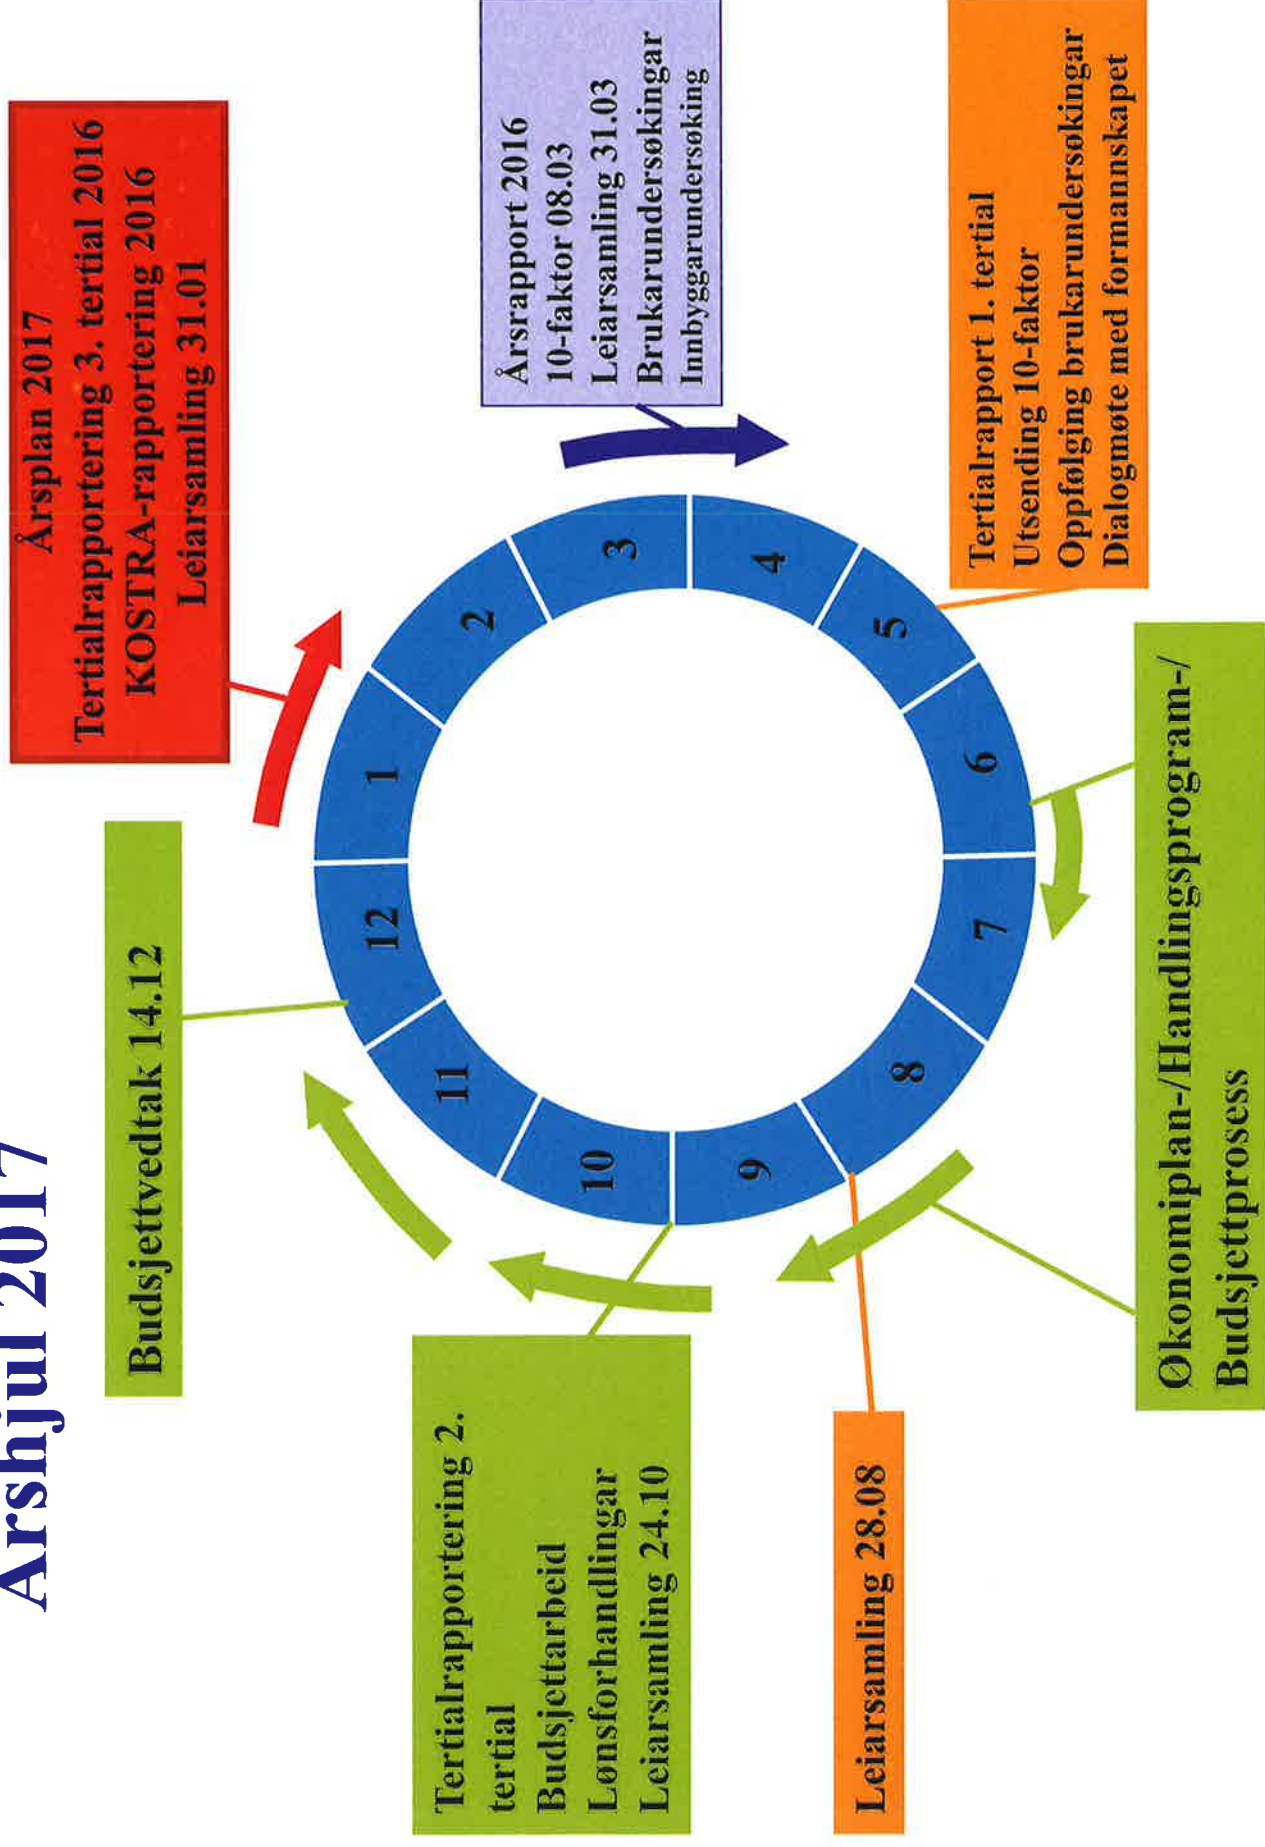 Årshjul 2017
Budsjettvedtak 14.12
Årsplan 2017
Tertialrapportering 3. tertial 2016
KOSTRA-rapportering 2016
Leiarsamling 31.01
Årsrapport 2016
10-faktor 08.03
Leiarsamling 31.03
Brukarundersøkingar
Innbyggarundersøking
Tertialrapport 1. tertial
Utsending 10-faktor
Oppfølging brukarundersøkingar
Dialogmøte med formannskapet
Økonomiplan-/Handlingsprogram-/
Budsjettprosess
Leiarsamling 28.08
Tertialrapportering 2.
tertial
Budsjettarbeid
Lønsforhandlingar
Leiarsamling 24.10
1
2
3
4
5
6
7
8
9
10
11
12